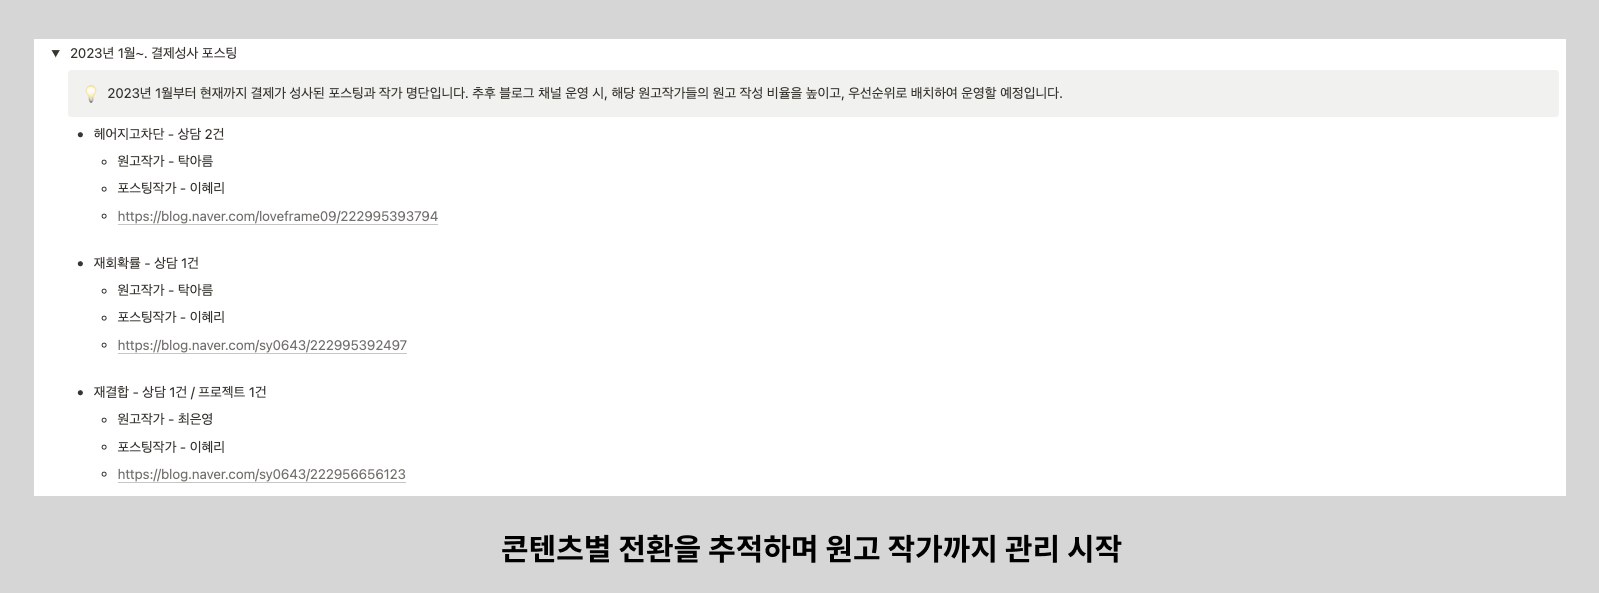 2023년 1월~. 결제성사 포스팅
2023년 1월부터 현재까지 결제가 성사된 포스팅과 작가 명단입니다. 추후 블로그 채널 운영 시, 해당 원고작가들의 원고 작성 비율을 높이고, 우선순위로 배치하여 운영할 예정입니다.
헤어지고차단 - 상담 2건
원고작가 - 탁아름
포스팅작가 - 이혜리
https://blog.naver.com/loveframe09/222995393794
재회확률 - 상담 1건
원고작가 - 탁아름
포스팅작가 - 이혜리
https://blog.naver.com/sy0643/222995392497
재결합 - 상담 1건 / 프로젝트 1건
원고작가 - 최은영
포스팅작가 - 이혜리
https://blog.naver.com/sy0643/222956656123
콘텐츠별 전환을 추적하며 원고 작가까지 관리 시작